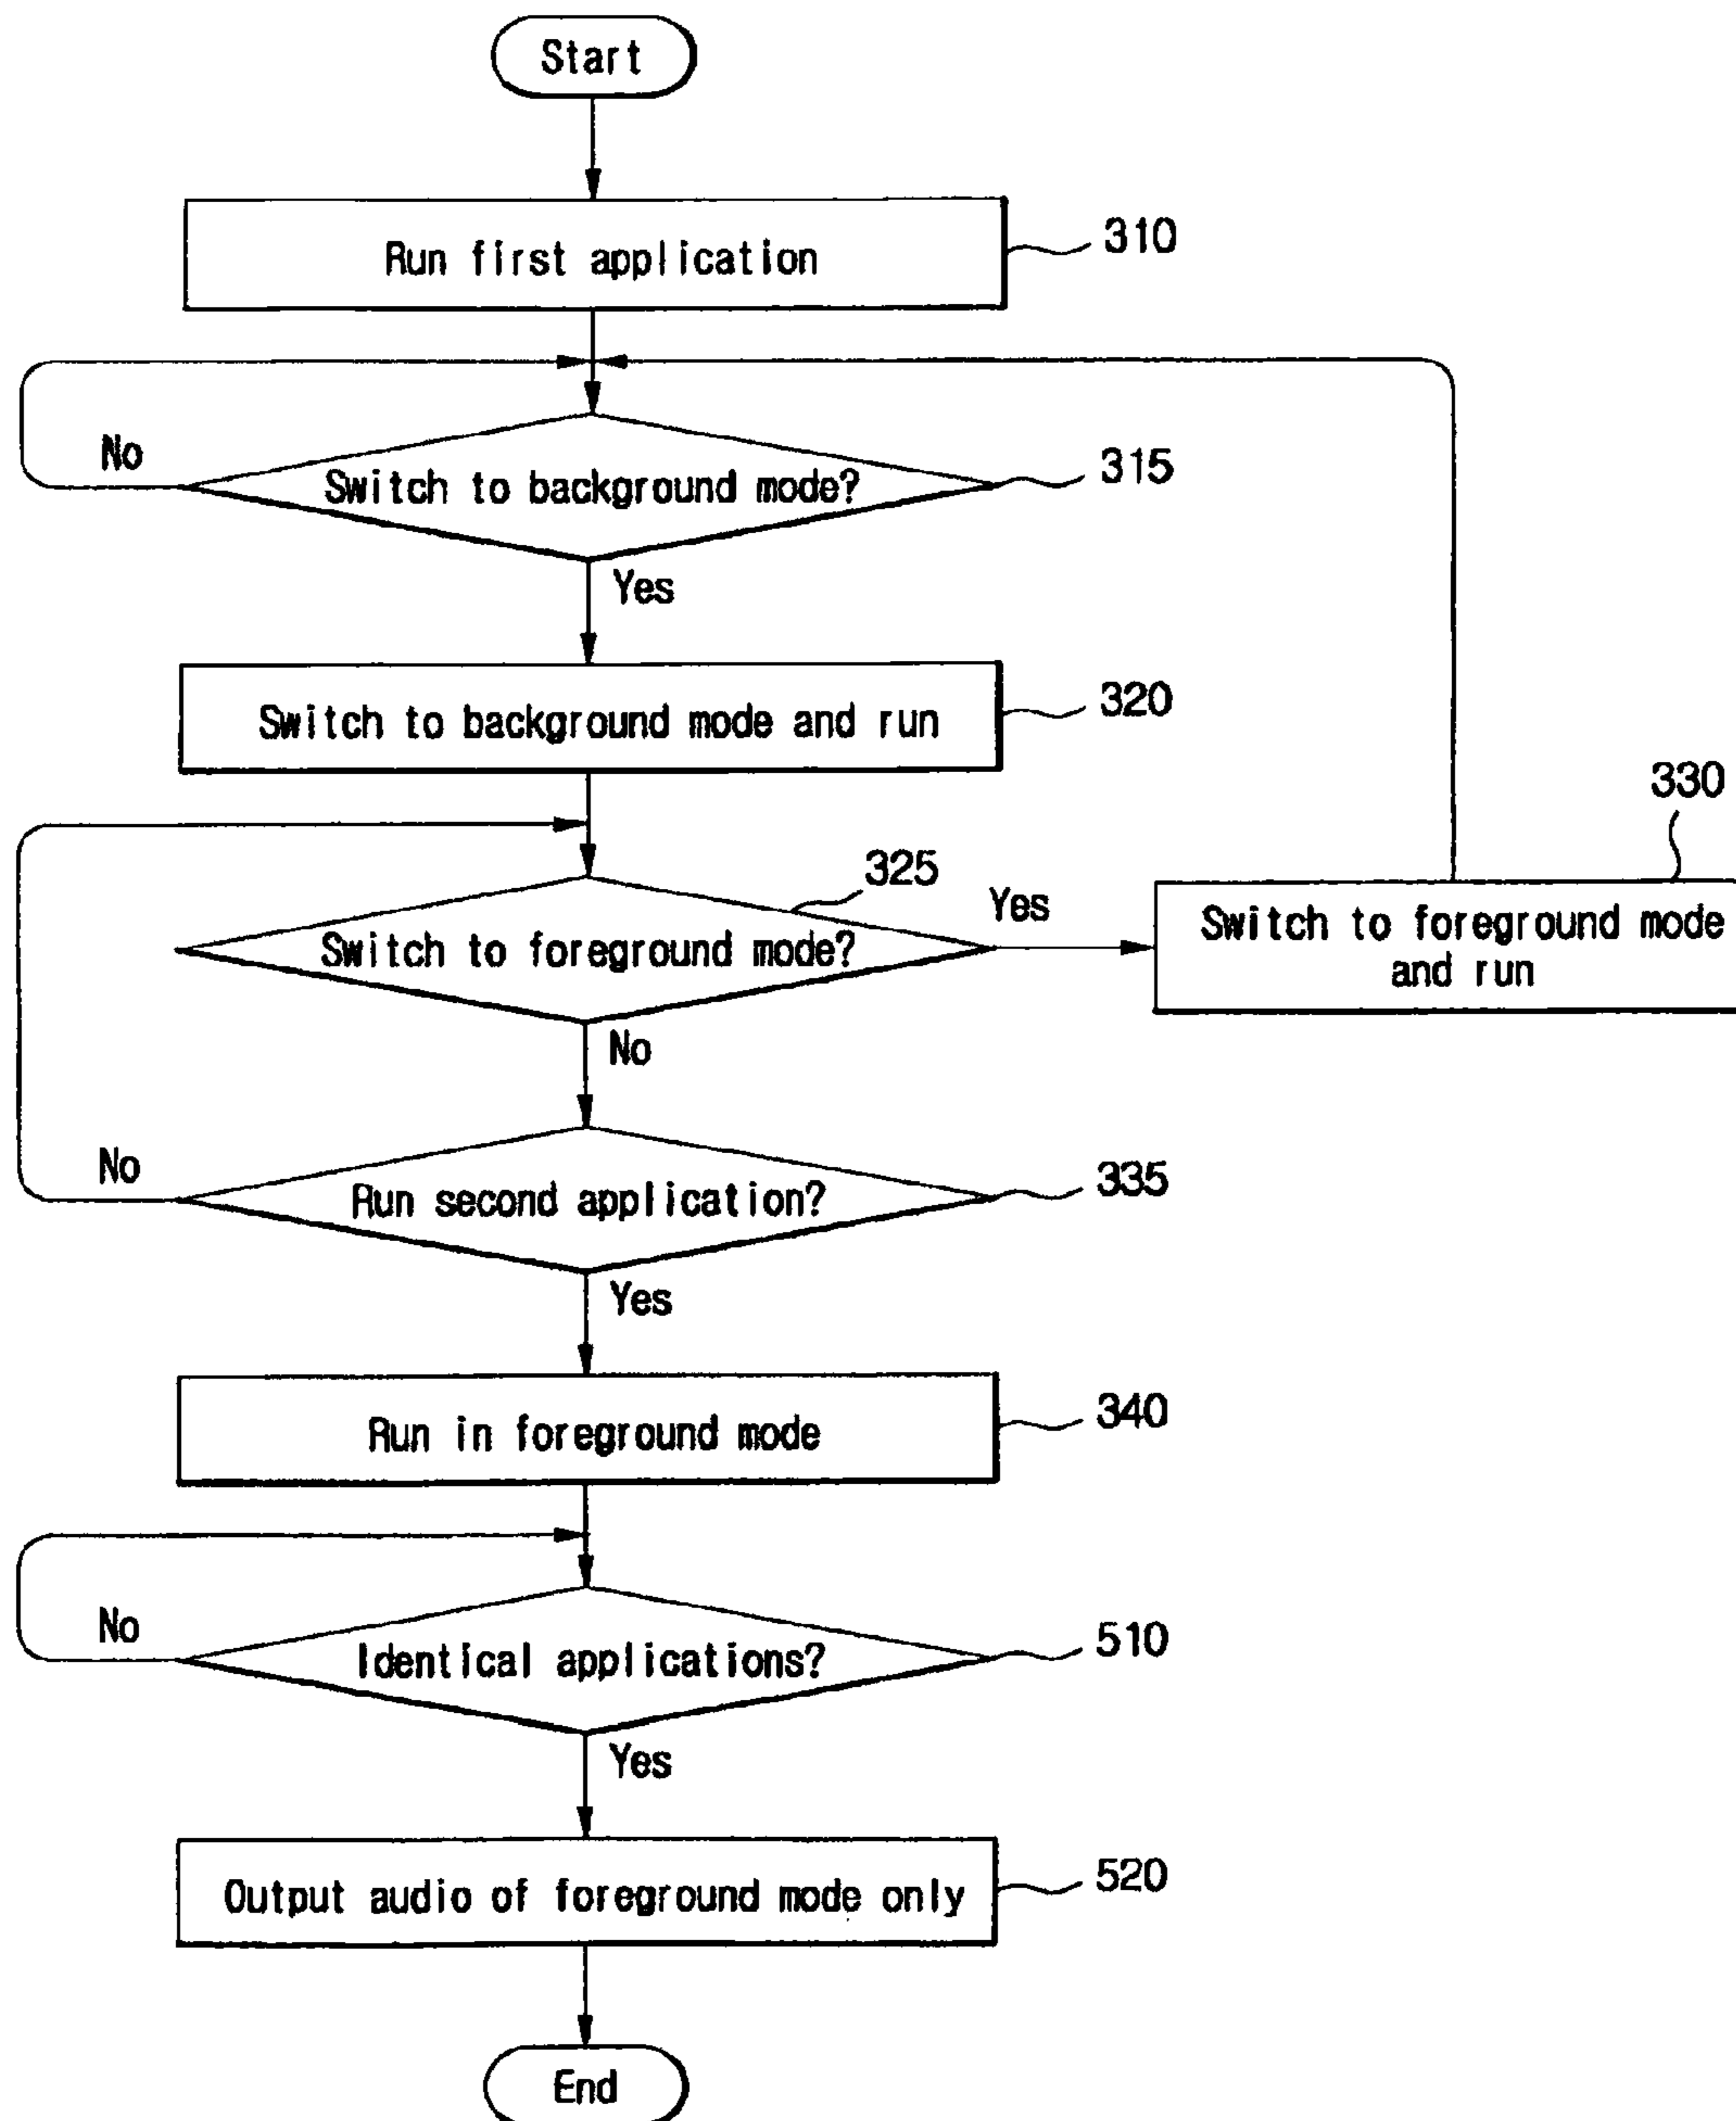 Start
Run first application
310
No
Switch to background mode?
315
Yes
Switch to background mode and run
320
330
325
Switch to foreground mode?
Yes
Switch to foreground mode
and run
No
No
Run second application?
335
Yes
Run in foreground mode
340
No
Identical applications?
510
Yes
Output audio of foreground mode only
520
End